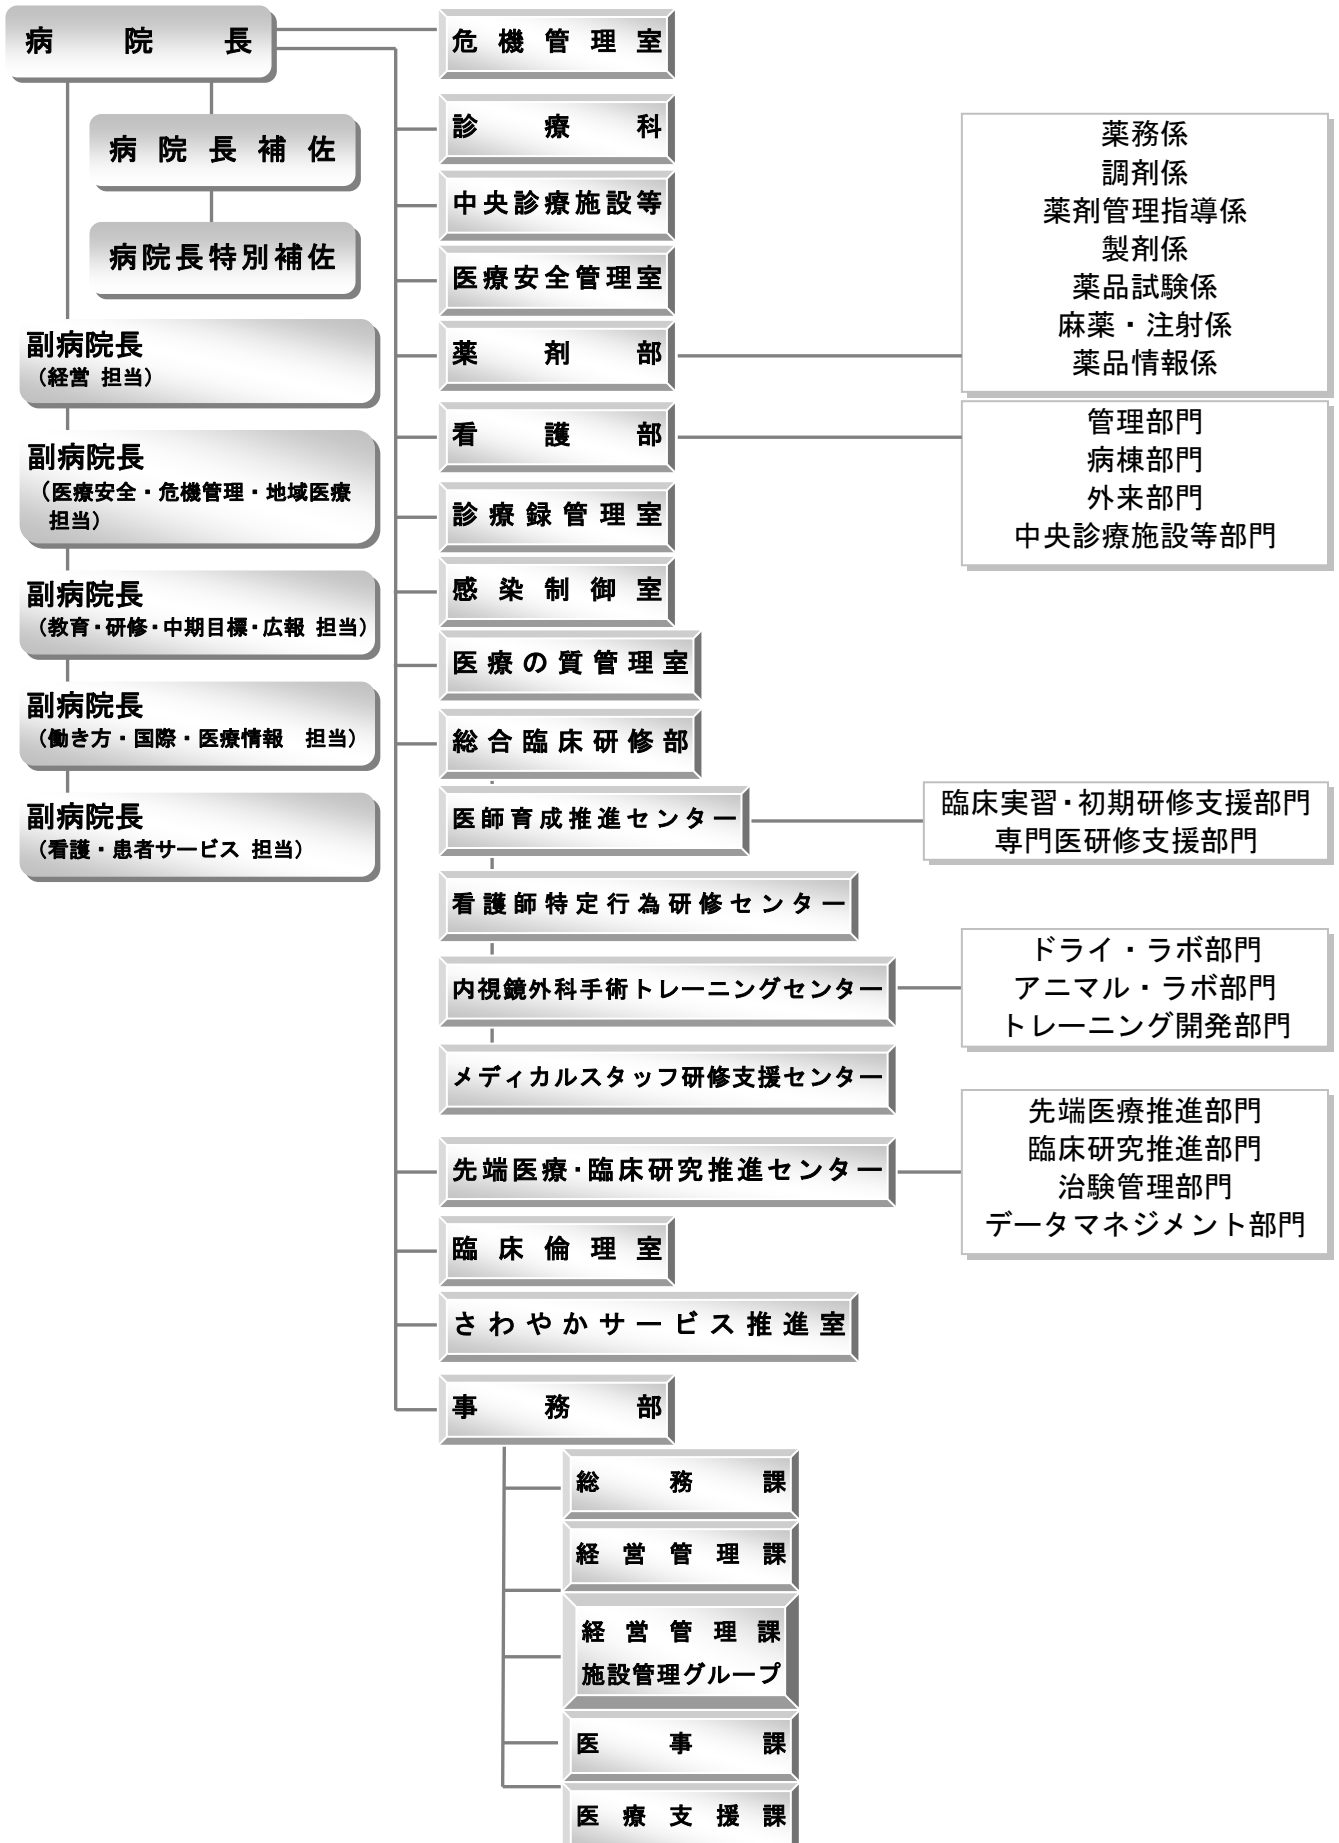 病院長
病院長補佐
病院長特別補佐
副病院長
（経営 担当）
副病院長
（医療安全・危機管理・地域医療
担当）
副病院長
（教育・研修・中期目標・広報 担当）
副病院長
（働き方・国際・医療情報　担当）
副病院長
（看護・患者サービス 担当）
危機管理室
診療科
中央診療施設等
医療安全管理室
薬剤部
薬務係
調剤係
薬剤管理指導係
製剤係
薬品試験係
麻薬・注射係
薬品情報係
看護部
管理部門
病棟部門
外来部門
中央診療施設等部門
診療録管理室
感染制御室
医療の質管理室
総合臨床研修部
医師育成推進センター
臨床実習・初期研修支援部門
専門医研修支援部門
看護師特定行為研修センター
内視鏡外科手術トレーニングセンター
ドライ・ラボ部門
アニマル・ラボ部門
トレーニング開発部門
メディカルスタッフ研修支援センター
先端医療・臨床研究推進センター
先端医療推進部門
臨床研究推進部門
治験管理部門
データマネジメント部門
臨床倫理室
さわやかサービス推進室
事務部
総務課
経営管理課
経営管理課
施設管理グループ
医事課
医療支援課